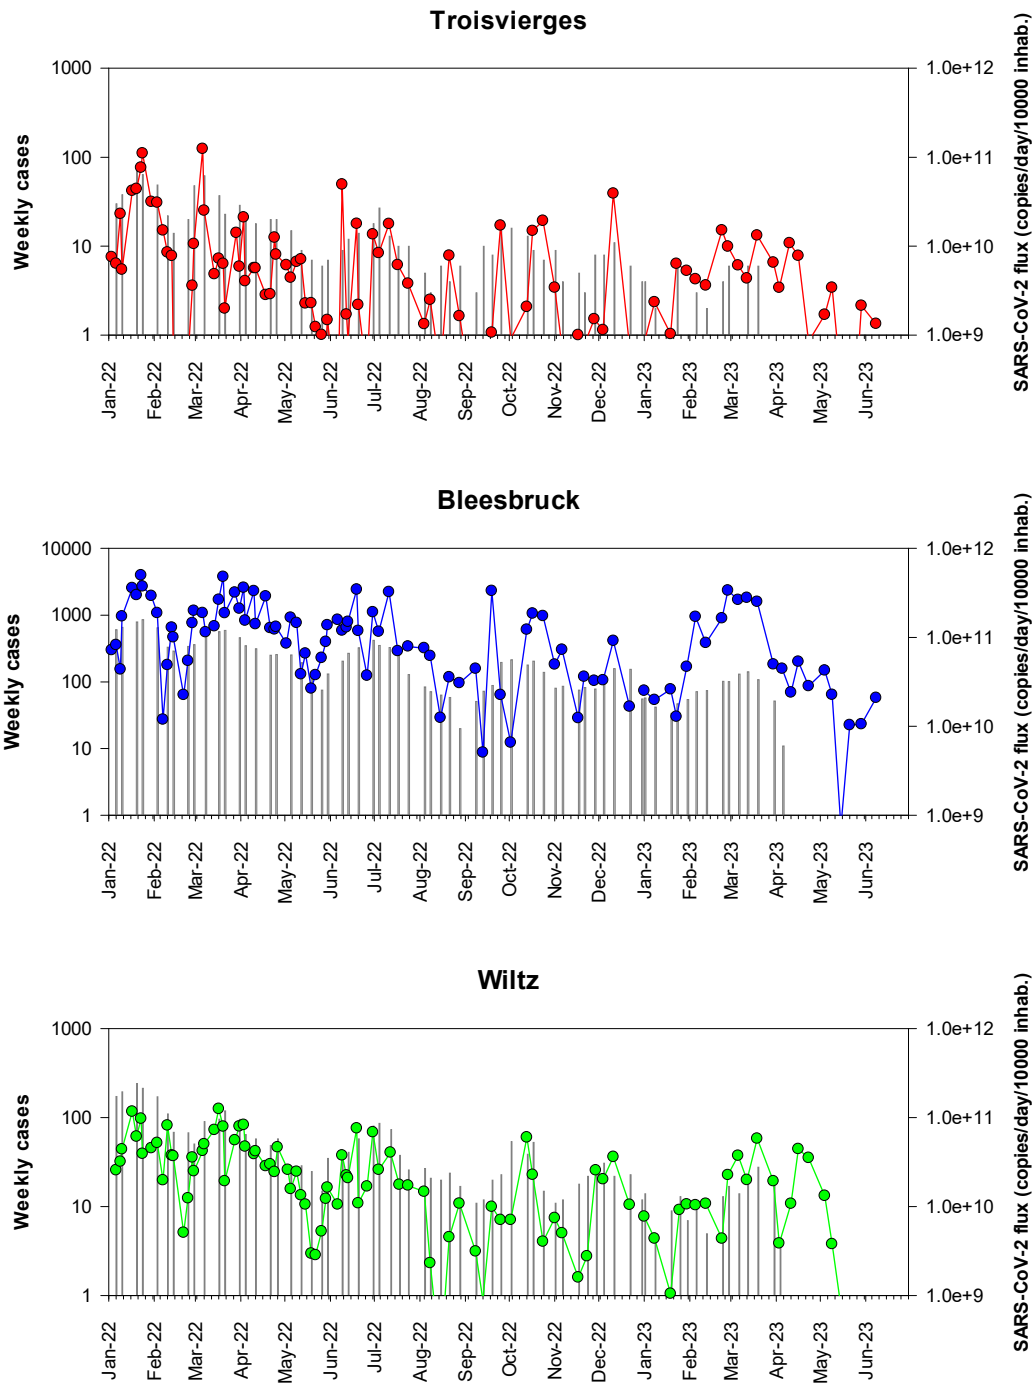 Troisvierges
Weekly cases
SARS-CoV-2 flux (copies/day/10000 inhab.)
1000
100
10
1
1.0e+12
1.0e+11
1.0e+10
1.0e+9
Jan-22
Feb-22
Mar-22
Apr-22
May-22
Jun-22
Jul-22
Aug-22
Sep-22
Oct-22
Nov-22
Dec-22
Jan-23
Feb-23
Mar-23
Apr-23
May-23
Jun-23
Bleesbruck
Weekly cases
SARS-CoV-2 flux (copies/day/10000 inhab.)
10000
1000
100
10
1
1.0e+12
1.0e+11
1.0e+10
1.0e+9
Jan-22
Feb-22
Mar-22
Apr-22
May-22
Jun-22
Jul-22
Aug-22
Sep-22
Oct-22
Nov-22
Dec-22
Jan-23
Feb-23
Mar-23
Apr-23
May-23
Jun-23
Wiltz
Weekly cases
SARS-CoV-2 flux (copies/day/10000 inhab.)
1000
100
10
1
1.0e+12
1.0e+11
1.0e+10
1.0e+9
Jan-22
Feb-22
Mar-22
Apr-22
May-22
Jun-22
Jul-22
Aug-22
Sep-22
Oct-22
Nov-22
Dec-22
Jan-23
Feb-23
Mar-23
Apr-23
May-23
Jun-23